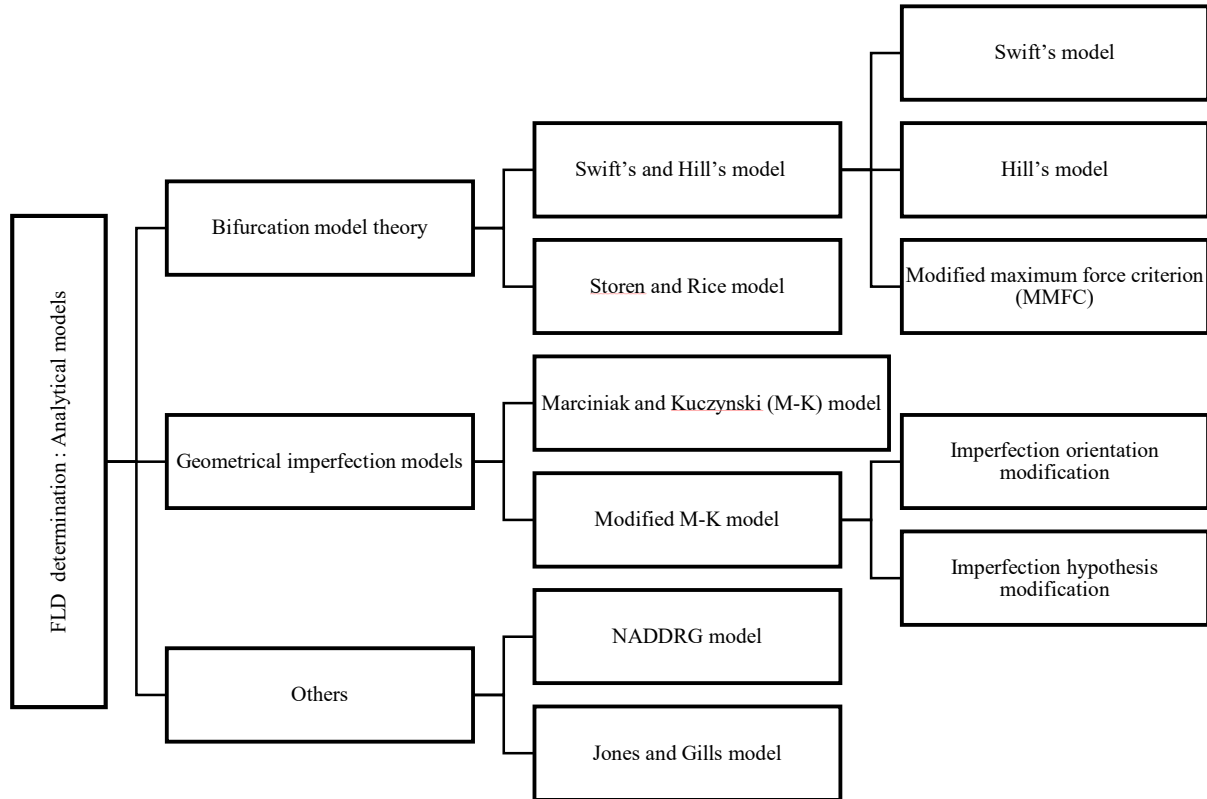 FLD determination : Analytical models
Bifurcation model theory
Swift’s and Hill’s model
Swift’s model
Hill’s model
Modified maximum force criterion
(MMFC)
Storen and Rice model
Geometrical imperfection models
Marciniak and Kuczynski (M-K) model
Modified M-K model
Imperfection orientation
modification
Imperfection hypothesis
modification
Others
NADDRG model
Jones and Gills model